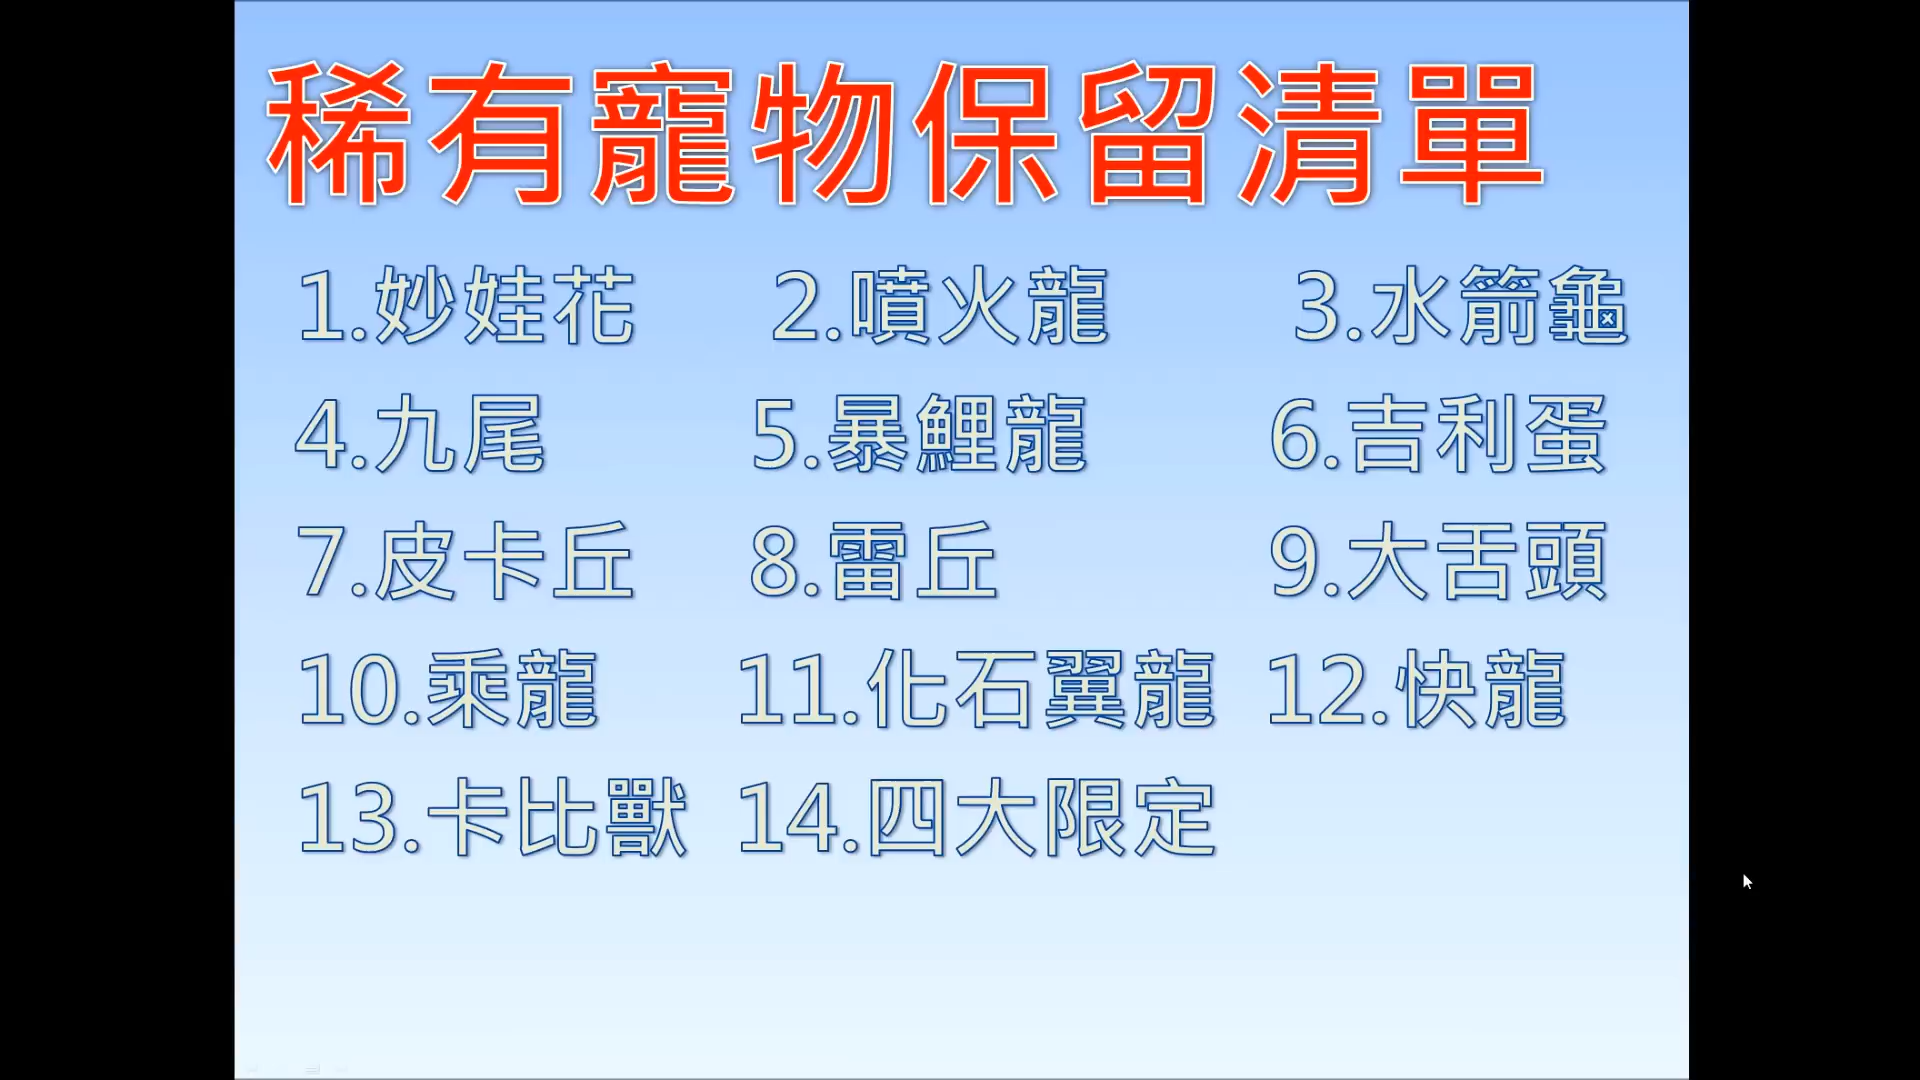 稀有寵物保留清單
1.妙娃花 2.噴火龍 3.水箭龜
4.九尾 5.暴鯉龍 6.吉利蛋
7.皮卡丘 8.雷丘 9.大舌頭
10.乘龍 11.化石翼龍 12.快龍
13.卡比獸 14.四大限定